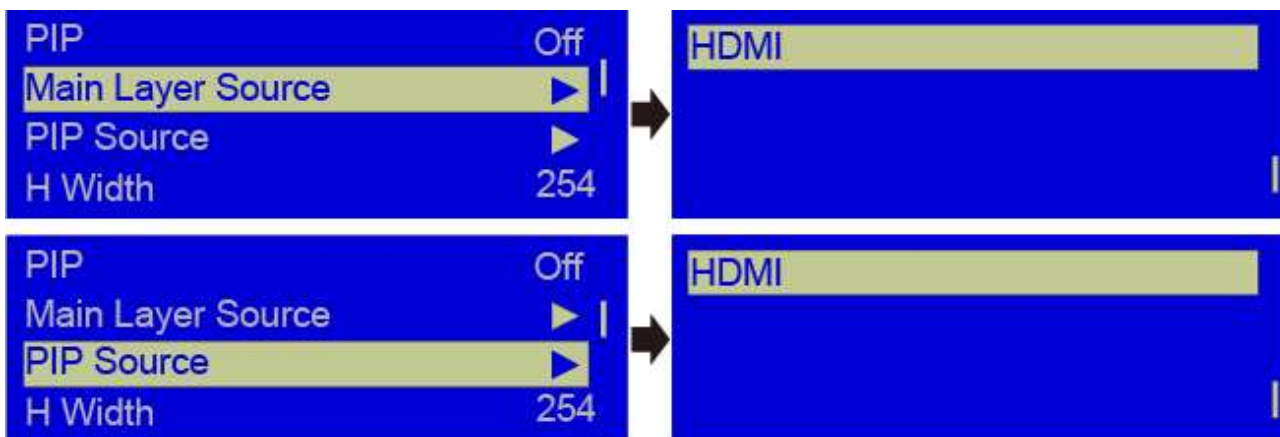 PIP Off
Main Layer Source
PIP Source
H Width 254
HDMI
PIP Off
Main Layer Source
PIP Source
H Width 254
HDMI